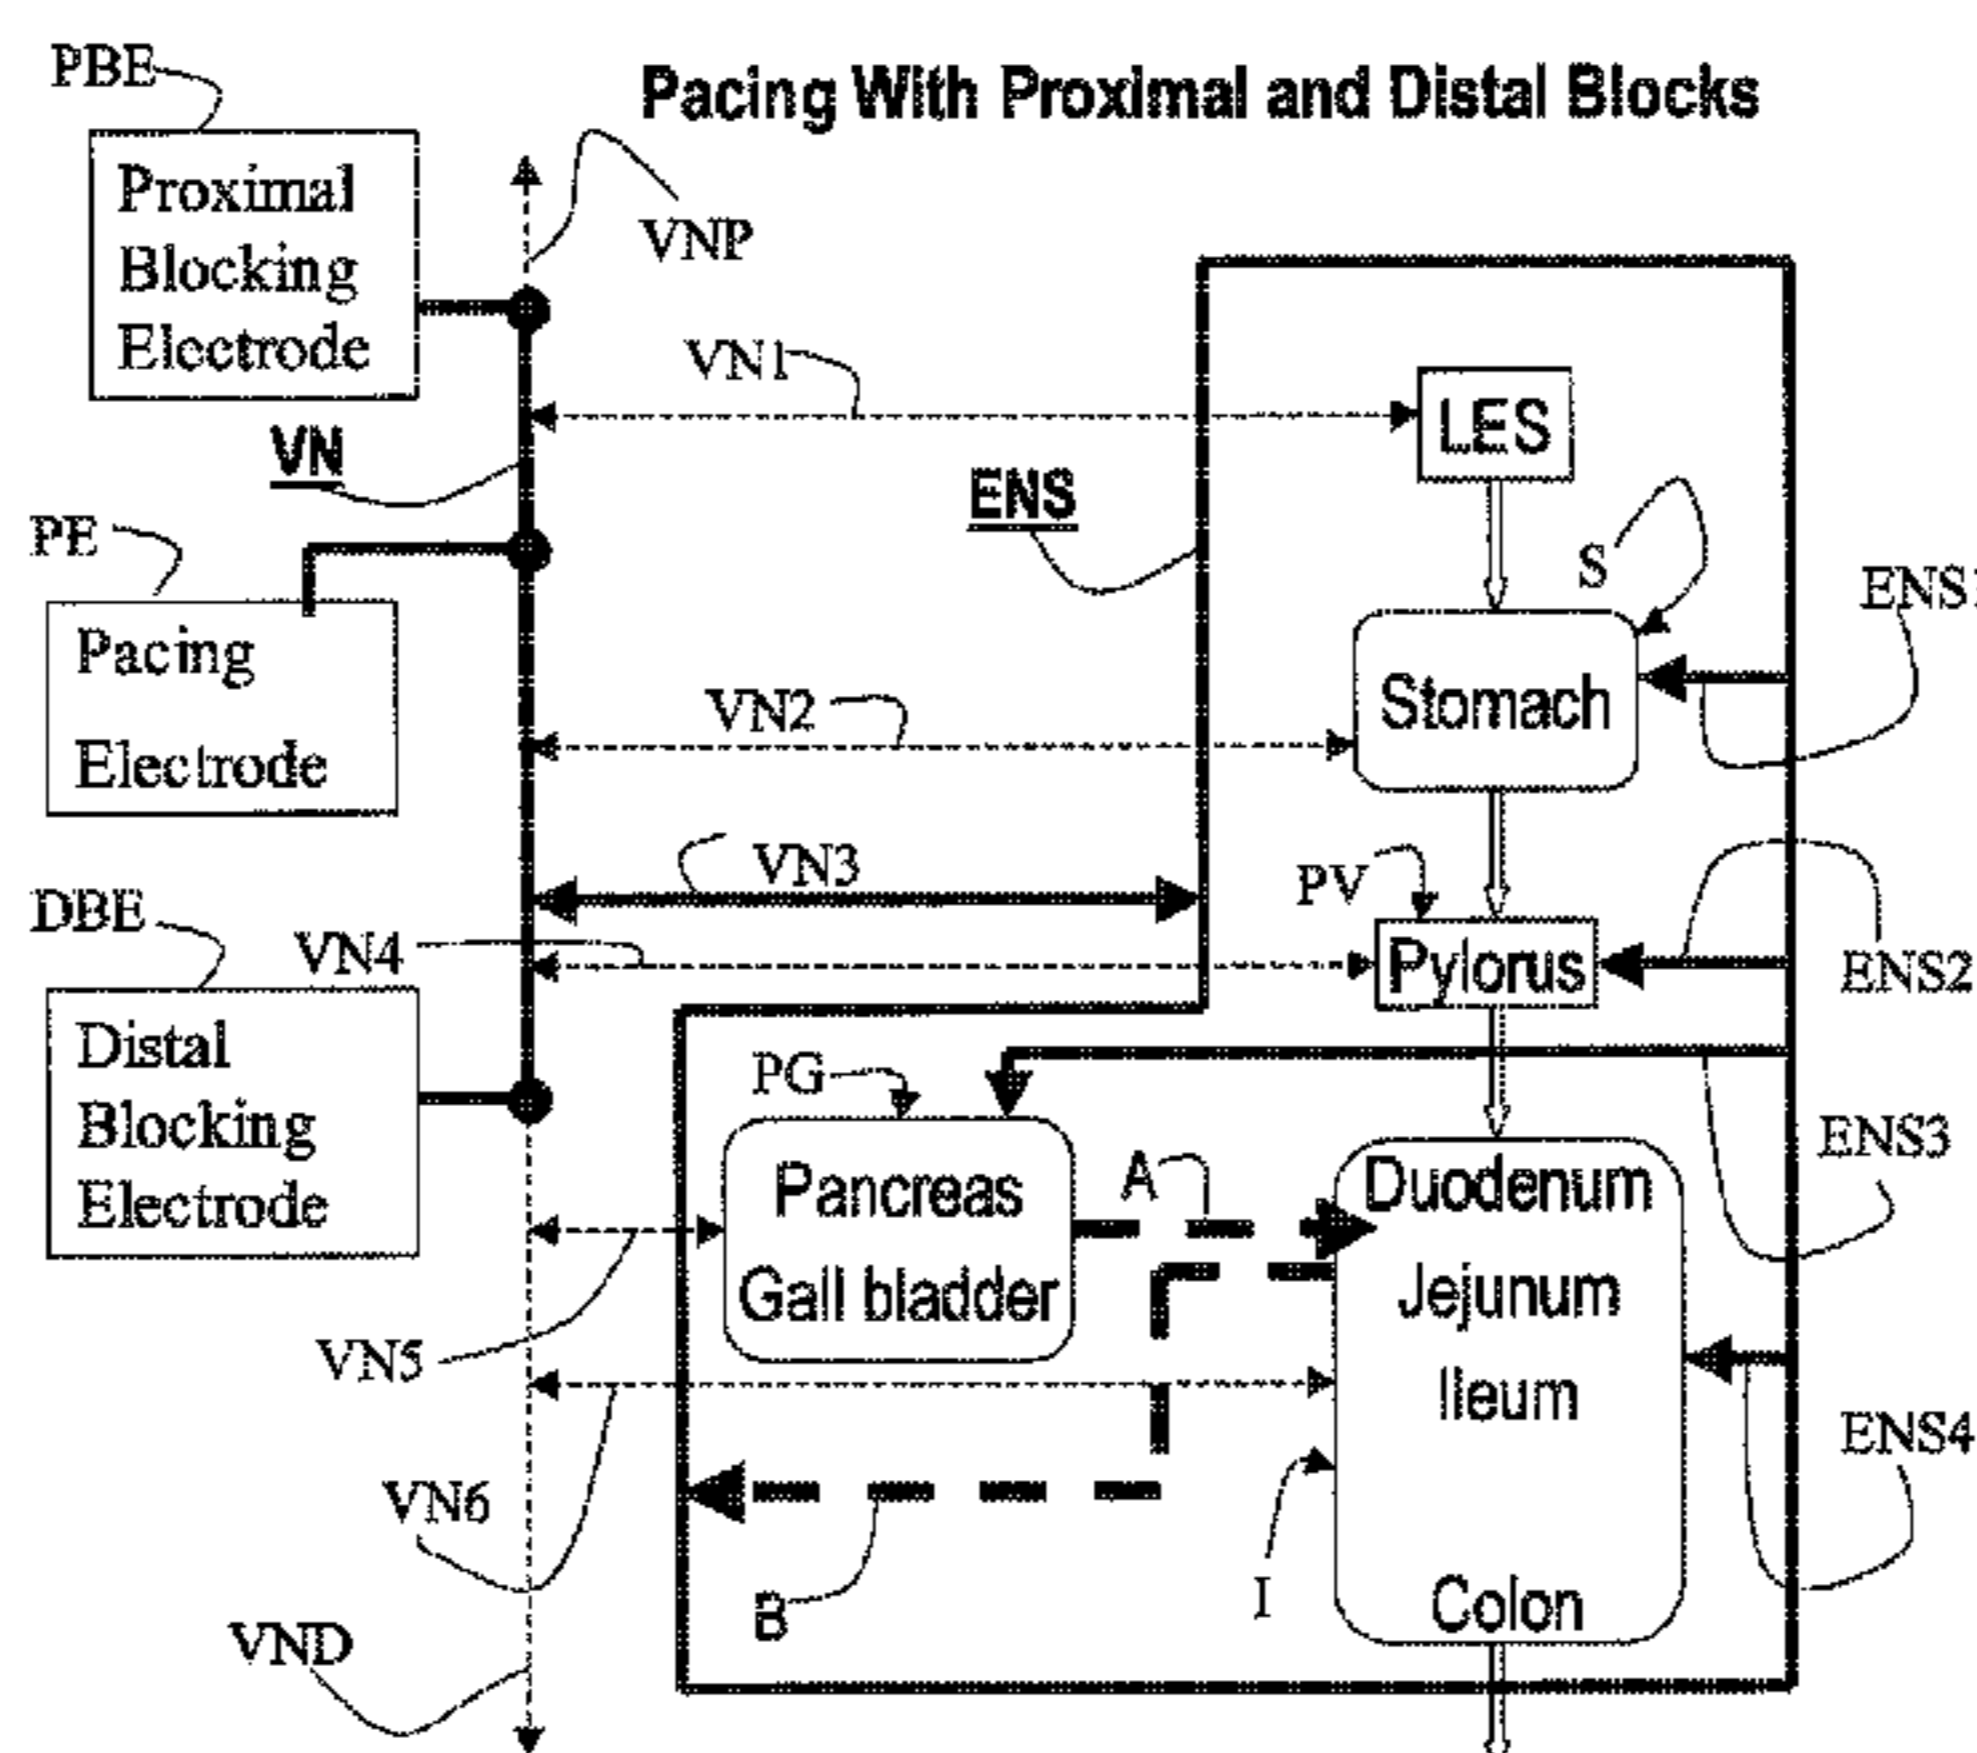 PBE
Pacing With Proximal and Distal Blocks
Proximal
Blocking
Electrode
VNP
VN1
LES
VN
ENS
PE
S
ENS1
Pacing
Electrode
VN2
Stomach
VN3
PV
DBE
VN4
Pylorus
ENS2
Distal
Blocking
Electrode
PG
ENS3
A
Pancreas
Gall bladder
Duodenum
Jejunum
Ileum
Colon
VN5
ENS4
VN6
I
B
VND